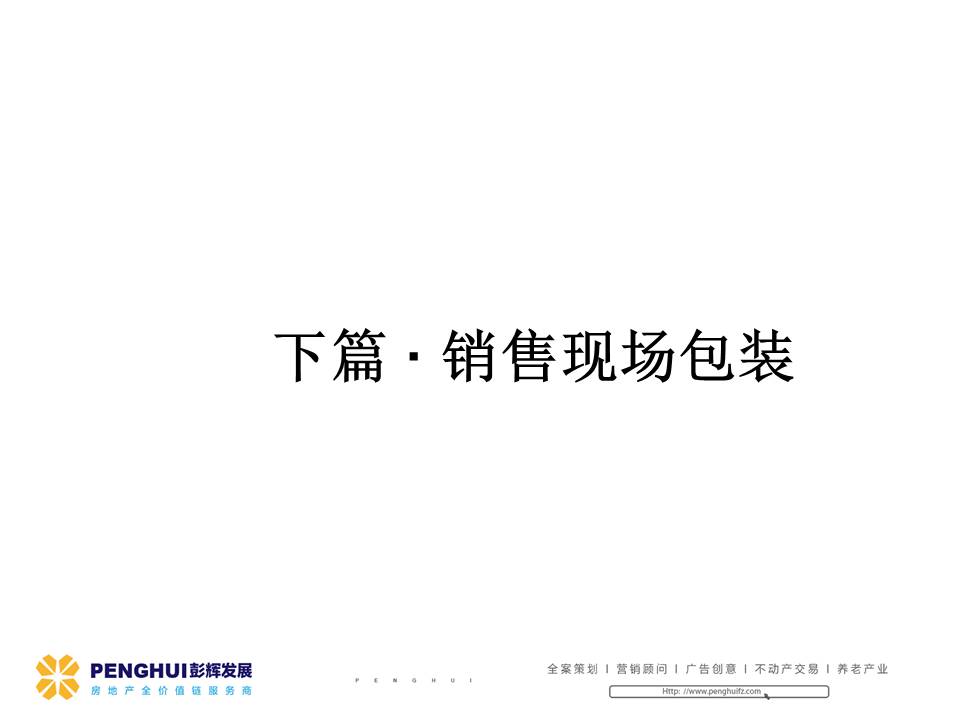 下篇·销售现场包装
PENGHUI彭辉发展
房地产全价值链服务商
PENGHUI
全案策划 I 营销顾问 I 广告创意 I 不动产交易 I 养老产业
Http: //www.penghuifz.com